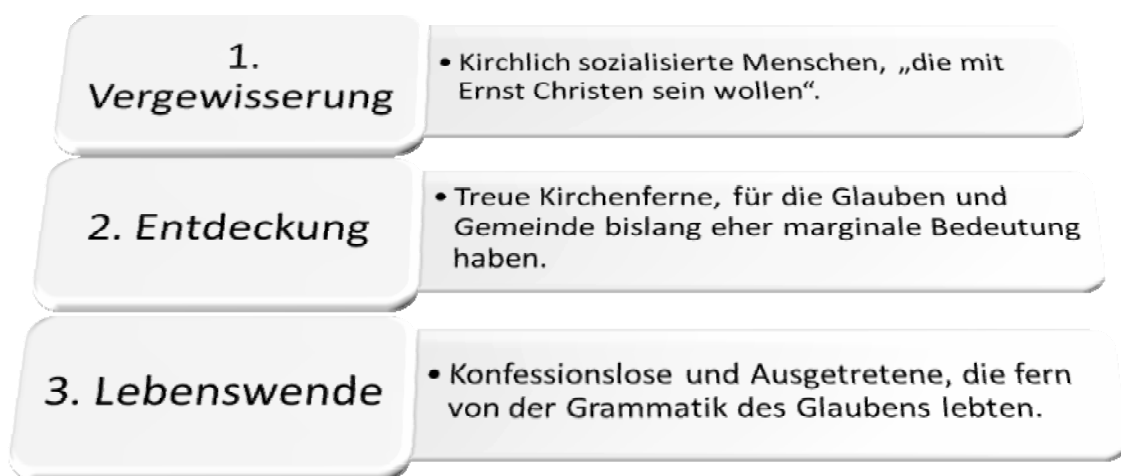 1.
Vergewisserung
• Kirchlich sozialisierte Menschen, „die mit
Ernst Christen sein wollen“.
2. Entdeckung
• Treue Kirchenferne, für die Glauben und
Gemeinde bislang eher marginale Bedeutung
haben.
3. Lebenswende
• Konfessionslose und Ausgetretene, die fern
von der Grammatik des Glaubens lebten.